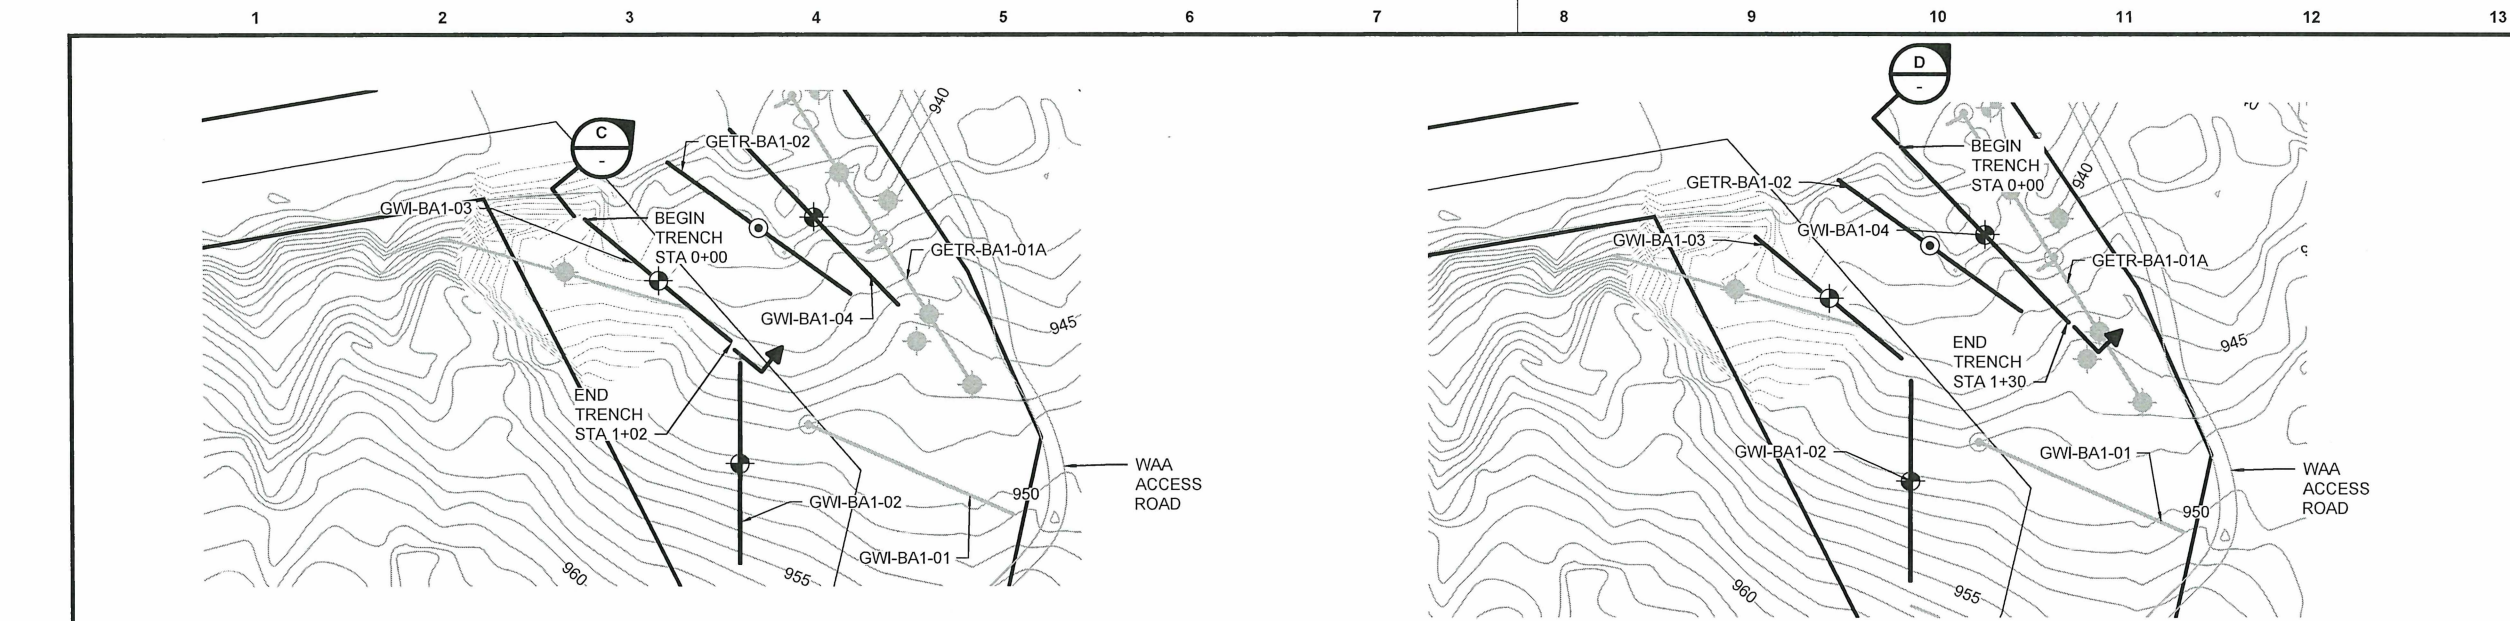 1 2 3 4 5 6 7 8 9 10 11 12 13
C
-
GETR-BA1-02
940
GWI-BA1-03
BEGIN
TRENCH
STA 0+00
GETR-BA1-01A
GWI-BA1-04
945
END
TRENCH
STA 1+02
WAA
ACCESS
ROAD
950
GWI-BA1-02
GWI-BA1-01
960
955
D
-
BEGIN
TRENCH
STA 0+00
940
GETR-BA1-02
GWI-BA1-04
GWI-BA1-03
GETR-BA1-01A
END
TRENCH
STA 1+30
945
GWI-BA1-02
GWI-BA1-01
WAA
ACCESS
ROAD
950
960
955